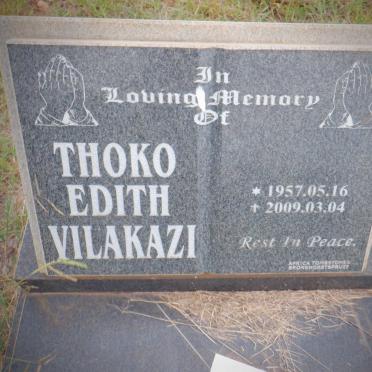 In
Loving Memory
Of
THOKO
EDITH
VILAKAZI
* 1957.05.16
† 2009.03.04
Rest In Peace.
AFRICA TOMBSTONES
BRONKHORSTSPRUIT